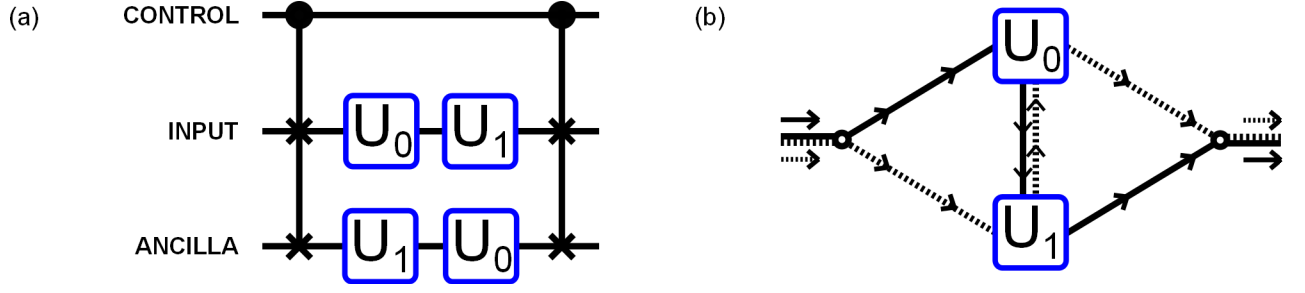 (a)
CONTROL
INPUT U₀ U₁
ANCILLA U₁ U₀
(b)
U₀
U₁